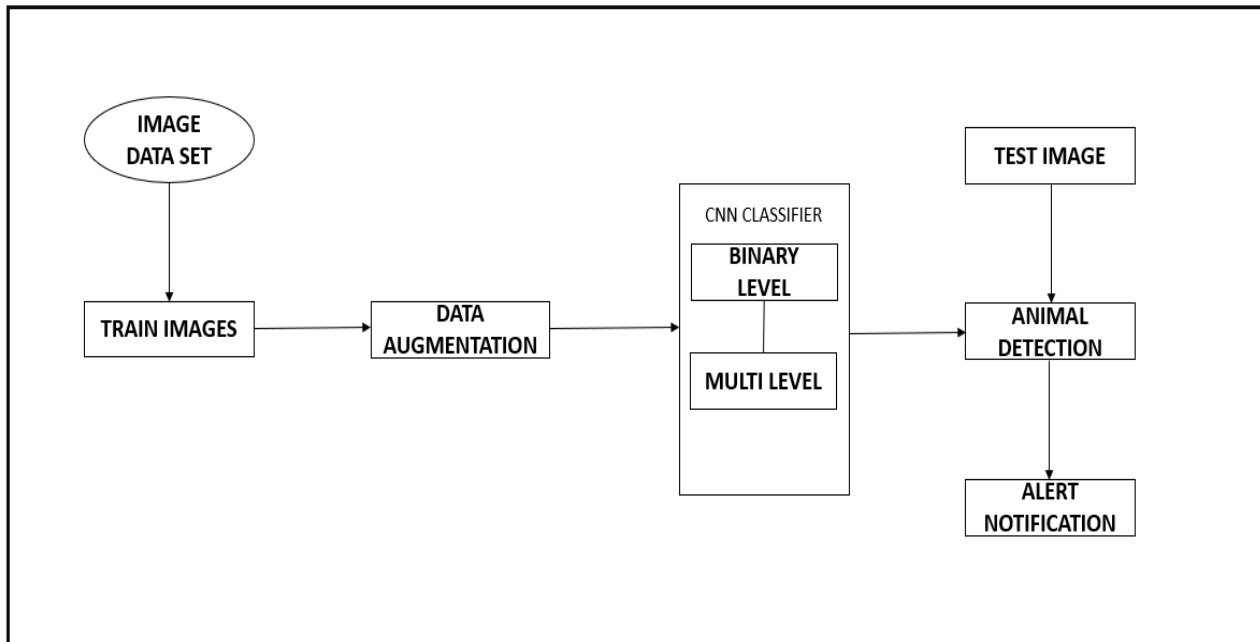 IMAGE
DATA SET
TRAIN IMAGES
DATA
AUGMENTATION
CNN CLASSIFIER
BINARY
LEVEL
MULTI LEVEL
TEST IMAGE
ANIMAL
DETECTION
ALERT
NOTIFICATION